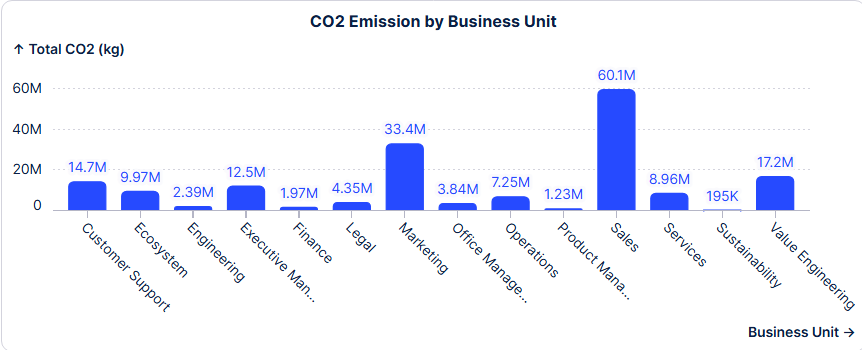 CO2 Emission by Business Unit
↑ Total CO2 (kg)
60M
40M
20M
0
14.7M
9.97M
2.39M
12.5M
1.97M
4.35M
33.4M
3.84M
7.25M
1.23M
60.1M
8.96M
195K
17.2M
Customer Support
Ecosystem
Engineering
Executive Man...
Finance
Legal
Marketing
Office Manage...
Operations
Product Mana...
Sales
Services
Sustainability
Value Engineering
Business Unit →